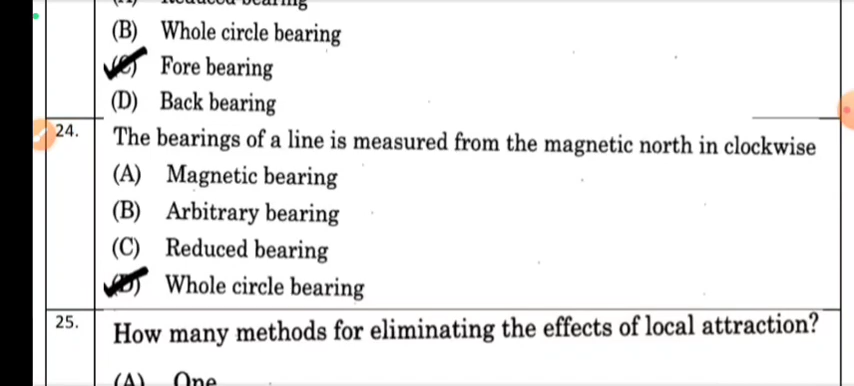 (A) Reduced bearing
(B) Whole circle bearing
(C) Fore bearing
(D) Back bearing
24. The bearings of a line is measured from the magnetic north in clockwise
(A) Magnetic bearing
(B) Arbitrary bearing
(C) Reduced bearing
(D) Whole circle bearing
25. How many methods for eliminating the effects of local attraction?
(A) One